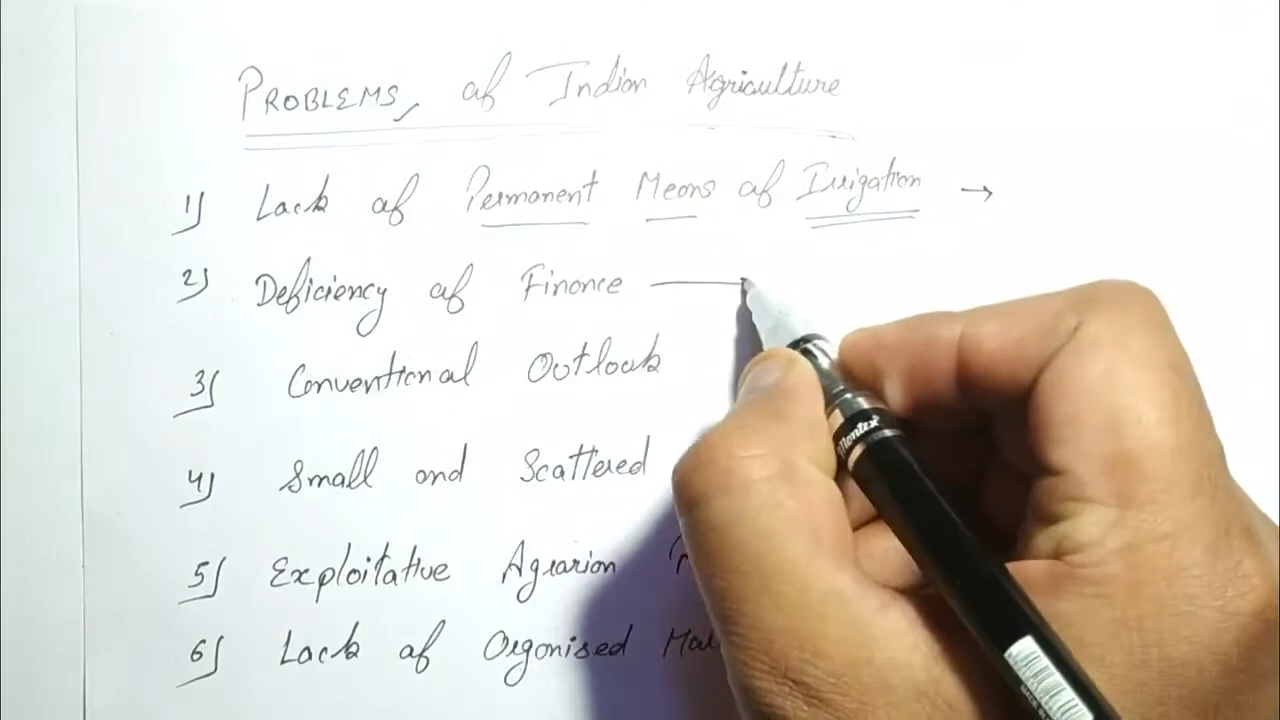 PROBLEMS, of Indian Agriculture
1) Lack of Permanent Means of Irrigation →
2) Deficiency of Finance —
3) Conventional Outlook
4) Small and Scattered
5) Exploitative Agrarian
6) Lack of Organised
Montex